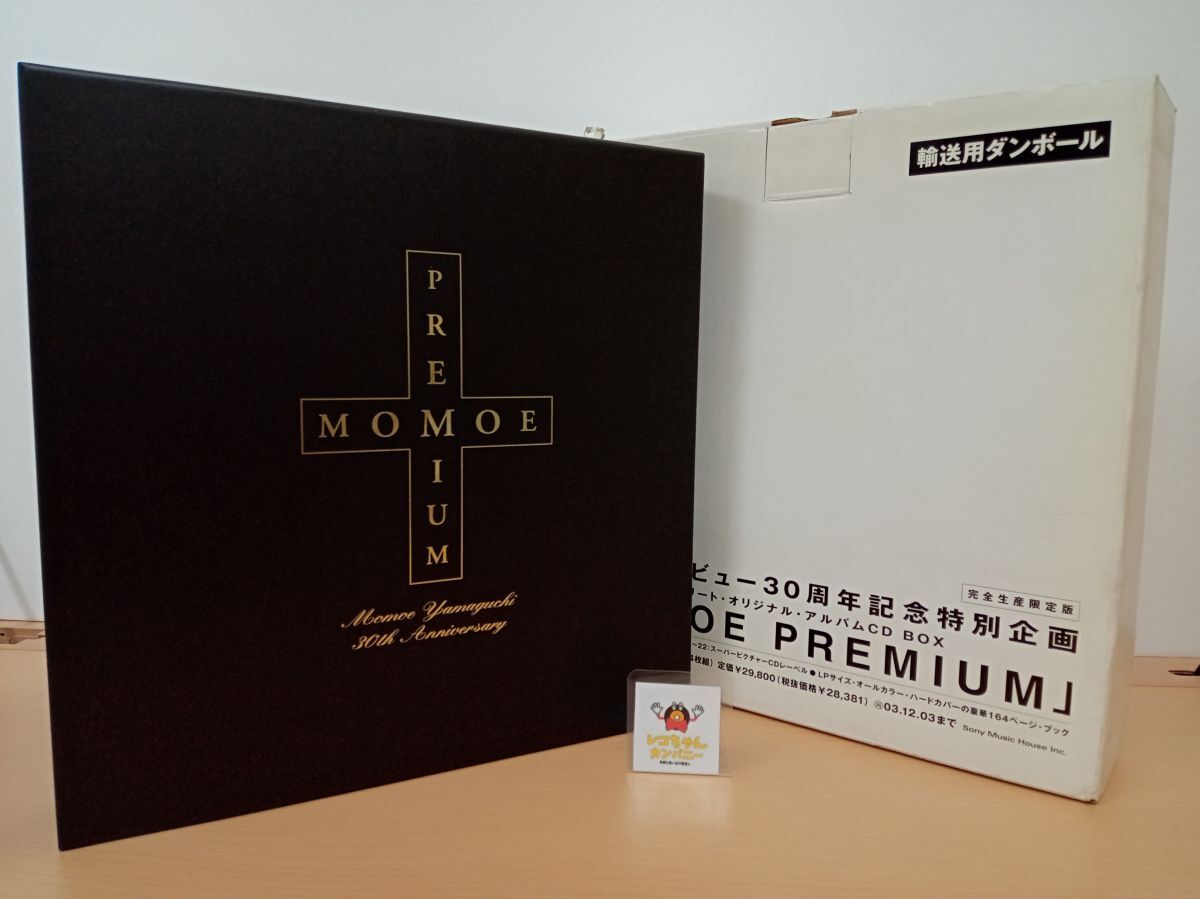 PREMIUM
MOMOE
Momoe Yamaguchi
30th Anniversary
輸送用ダンボール
完全生産限定版
ビュー30周年記念特別企画
リート・オリジナル・アルバムCD BOX
OE PREMIUM」
~22:スーパーピクチャーCDレーベル●LPサイズ・オールカラー・ハードカバーの豪華164ページ・ブック
枚組) 定価¥29,800(税抜価格¥28,381) 03.12.03まで Sony Music House Inc.
レコちゃん
カンパニー